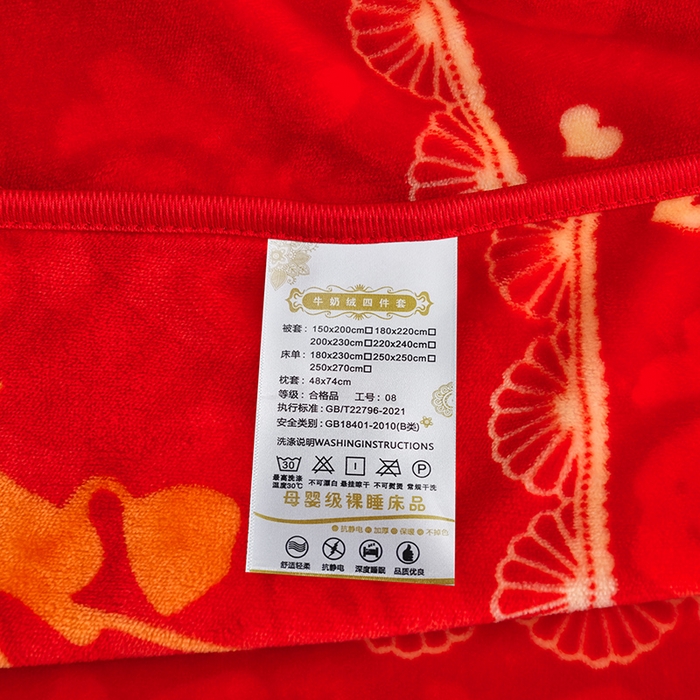 牛奶绒四件套
被套：150x200cm□ 180x220cm□
200x230cm□ 220x240cm□
床单：180x230cm□ 250x250cm□
250x270cm□
枕套：48x74cm
等级：合格品 工号：08
执行标准：GB/T22796-2021
安全类别：GB18401-2010(B类)
洗涤说明WASHINGINSTRUCTIONS
30 P
最高洗涤温度30℃ 不可漂白 悬挂晾干 不可熨烫 常规干洗
母婴级裸睡床品
抗静电 加厚 保暖 不掉色
舒适轻柔 抗静电 深度睡眠 品质优良